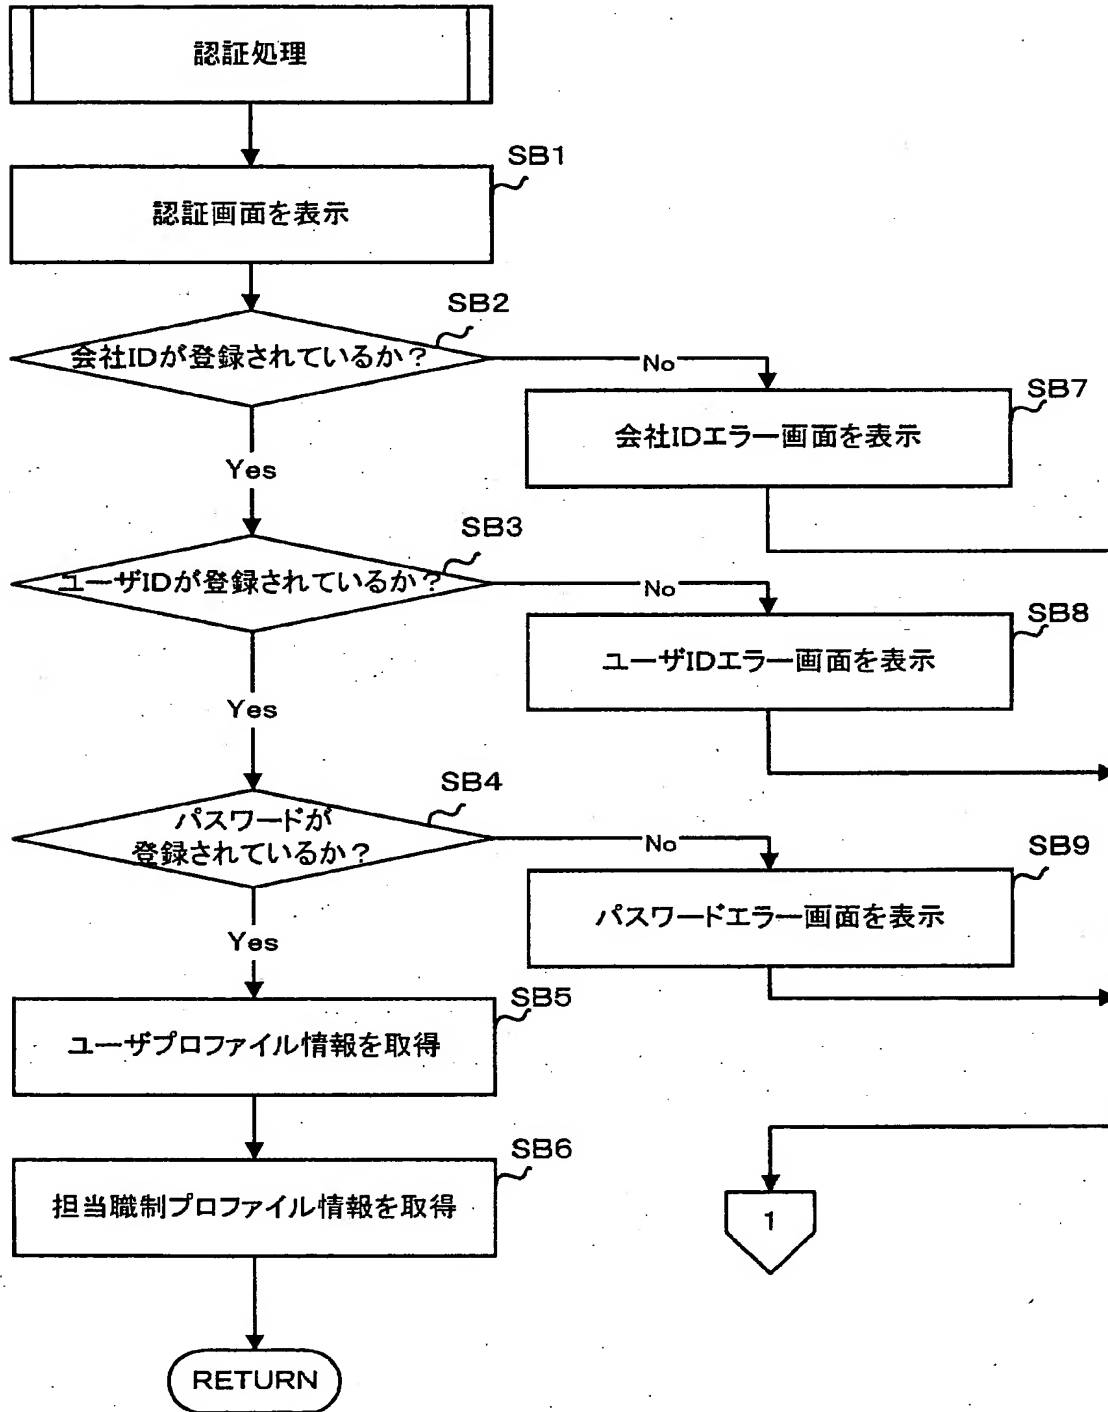 認証処理
SB1
認証画面を表示
SB2
会社IDが登録されているか？
No
SB7
会社IDエラー画面を表示
Yes
SB3
ユーザIDが登録されているか？
No
SB8
ユーザIDエラー画面を表示
Yes
SB4
パスワードが
登録されているか？
No
SB9
パスワードエラー画面を表示
Yes
SB5
ユーザプロファイル情報を取得
SB6
担当職制プロファイル情報を取得
1
RETURN